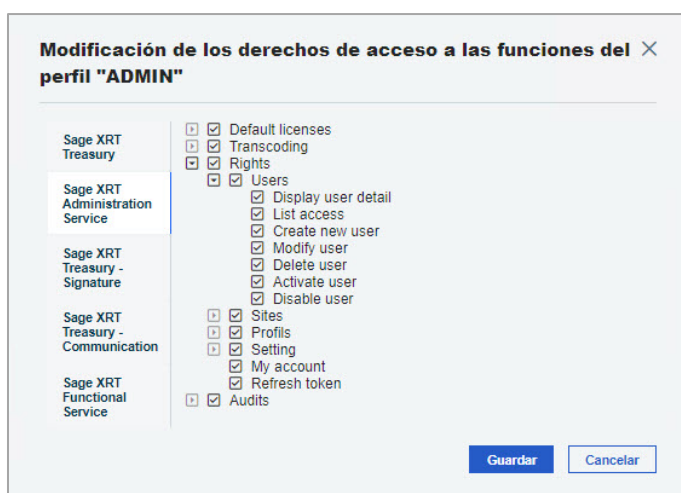 Modificación de los derechos de acceso a las funciones del
perfil "ADMIN"
Sage XRT
Treasury
Sage XRT
Administration
Service
Sage XRT
Treasury -
Signature
Sage XRT
Treasury -
Communication
Sage XRT
Functional
Service
Default licenses
Transcoding
Rights
Users
Display user detail
List access
Create new user
Modify user
Delete user
Activate user
Disable user
Sites
Profils
Setting
My account
Refresh token
Audits
Guardar
Cancelar